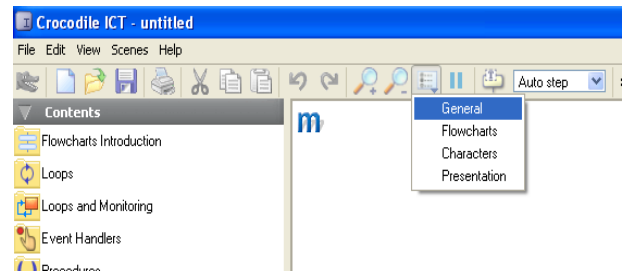 Crocodile ICT - untitled
File Edit View Scenes Help
Auto step
Contents
General
Flowcharts
Characters
Presentation
m
Flowcharts Introduction
Loops
Loops and Monitoring
Event Handlers
Procedures